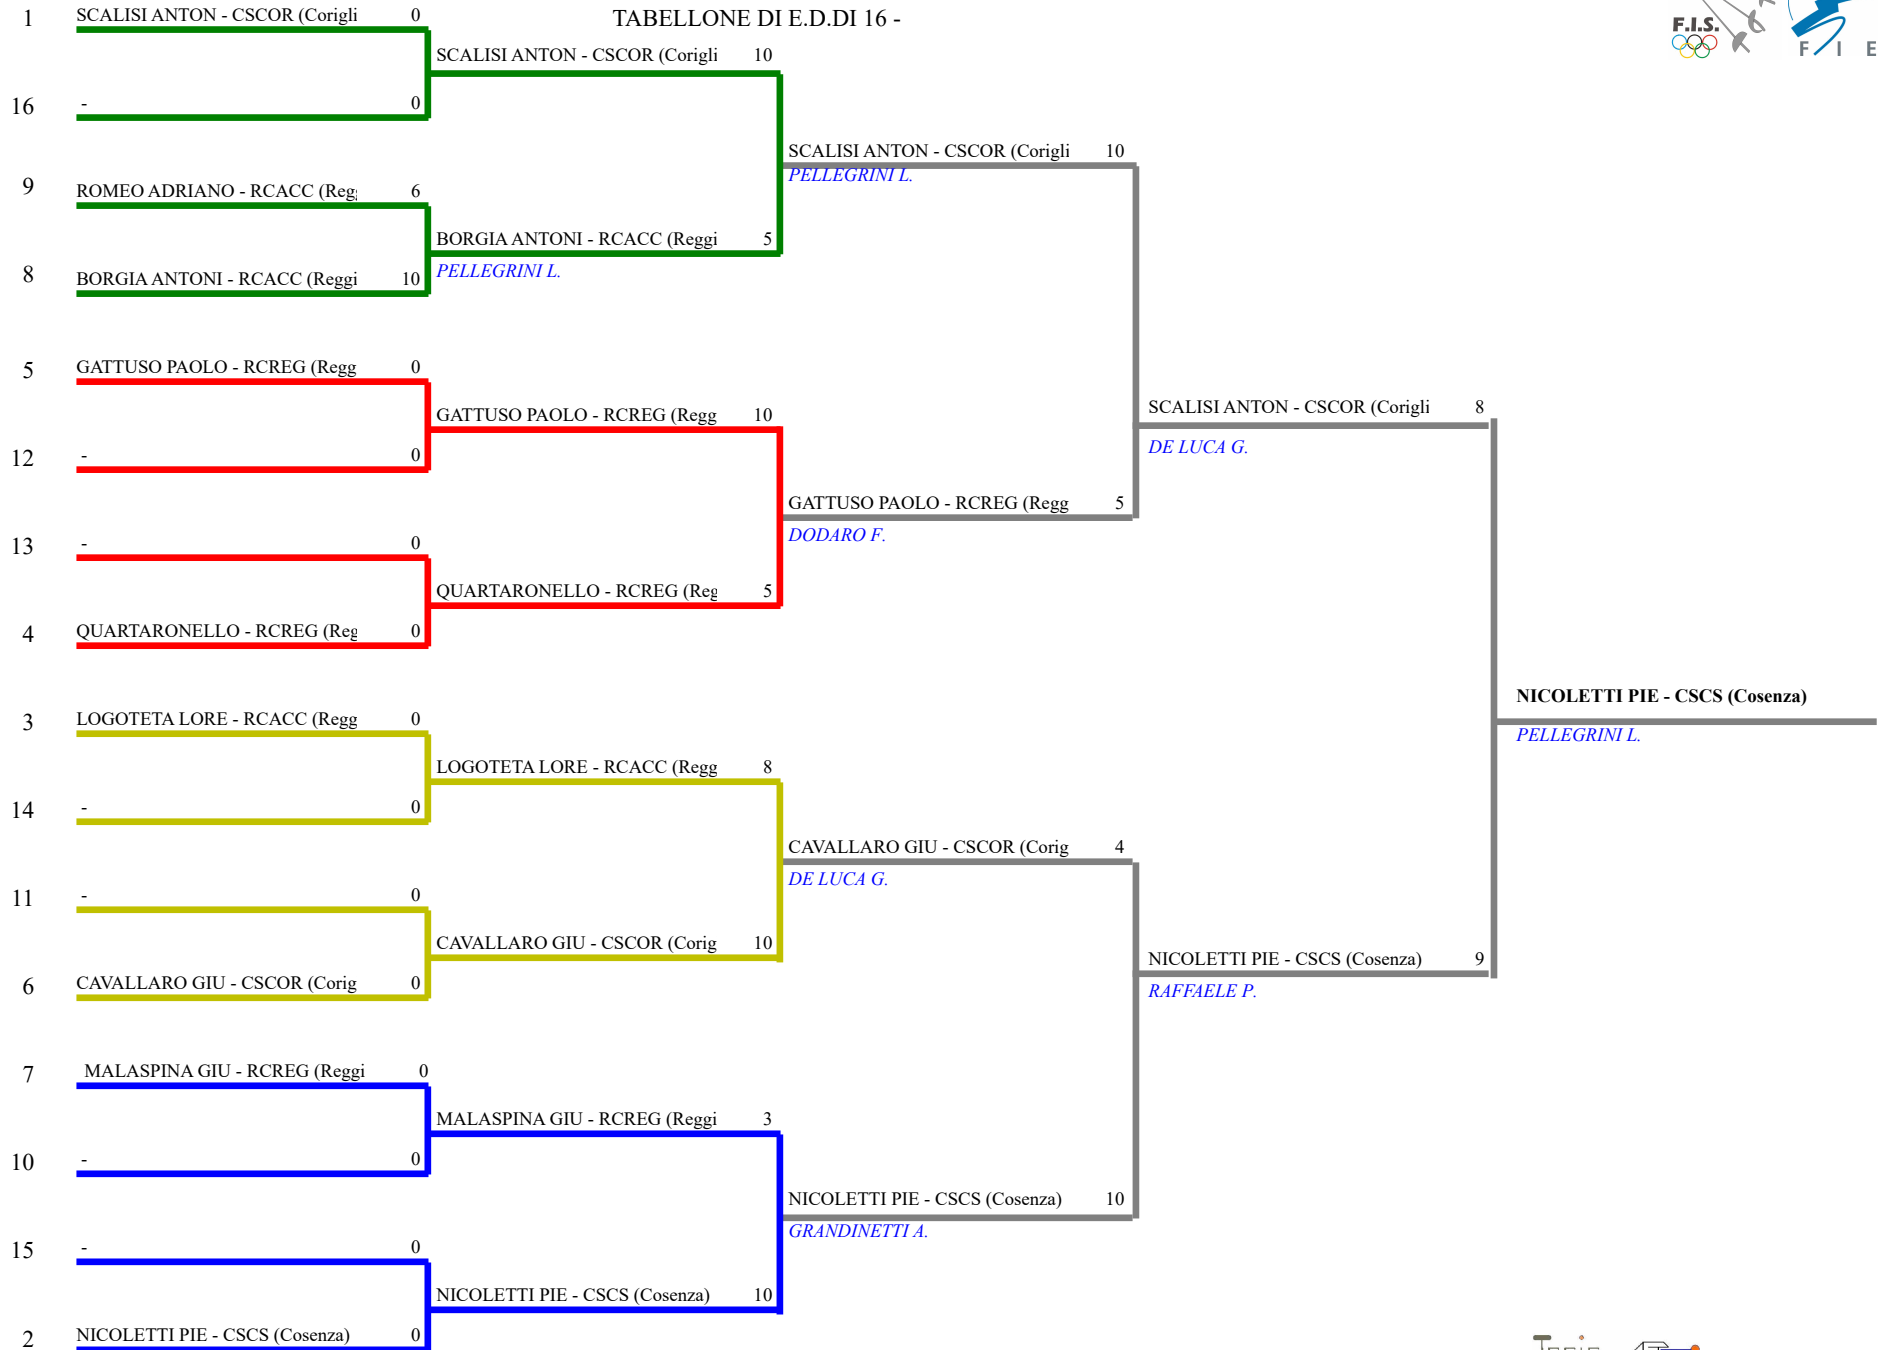 TABELLONE DI E.D.DI 16 -
F.I.S.
F I E
1 SCALISI ANTON - CSCOR (Corigli 0
SCALISI ANTON - CSCOR (Corigli 10
16 - 0
SCALISI ANTON - CSCOR (Corigli 10
PELLEGRINI L.
9 ROMEO ADRIANO - RCACC (Reg 6
BORGIA ANTONI - RCACC (Reggi 5
PELLEGRINI L.
8 BORGIA ANTONI - RCACC (Reggi 10
5 GATTUSO PAOLO - RCREG (Regg 0
SCALISI ANTON - CSCOR (Corigli 8
DE LUCA G.
GATTUSO PAOLO - RCREG (Regg 10
12 - 0
GATTUSO PAOLO - RCREG (Regg 5
DODARO F.
13 - 0
QUARTARONELLO - RCREG (Reg 5
4 QUARTARONELLO - RCREG (Reg 0
NICOLETTI PIE - CSCS (Cosenza)
PELLEGRINI L.
3 LOGOTETA LORE - RCACC (Regg 0
LOGOTETA LORE - RCACC (Regg 8
14 - 0
CAVALLARO GIU - CSCOR (Corig 4
DE LUCA G.
11 - 0
CAVALLARO GIU - CSCOR (Corig 10
NICOLETTI PIE - CSCS (Cosenza) 9
RAFFAELE P.
6 CAVALLARO GIU - CSCOR (Corig 0
7 MALASPINA GIU - RCREG (Reggi 0
MALASPINA GIU - RCREG (Reggi 3
10 - 0
NICOLETTI PIE - CSCS (Cosenza) 10
GRANDINETTI A.
15 - 0
NICOLETTI PIE - CSCS (Cosenza) 10
2 NICOLETTI PIE - CSCS (Cosenza) 0